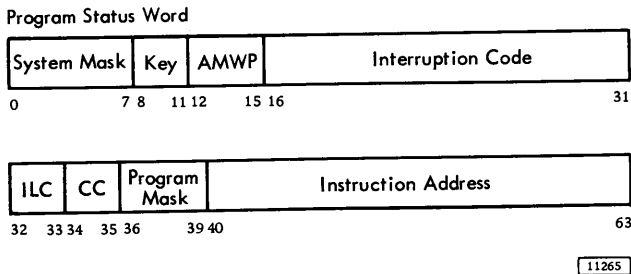 Program Status Word
System Mask Key AMWP Interruption Code
0 7 8 11 12 15 16 31
ILC CC Program Mask Instruction Address
32 33 34 35 36 39 40 63
11265